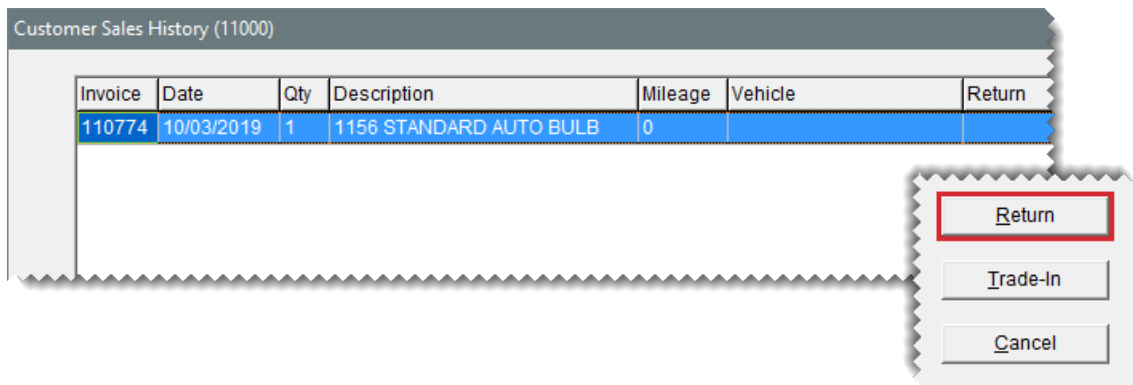 Customer Sales History (11000)
Invoice Date Qty Description Mileage Vehicle Return
110774 10/03/2019 1 1156 STANDARD AUTO BULB 0
Return
Trade-In
Cancel